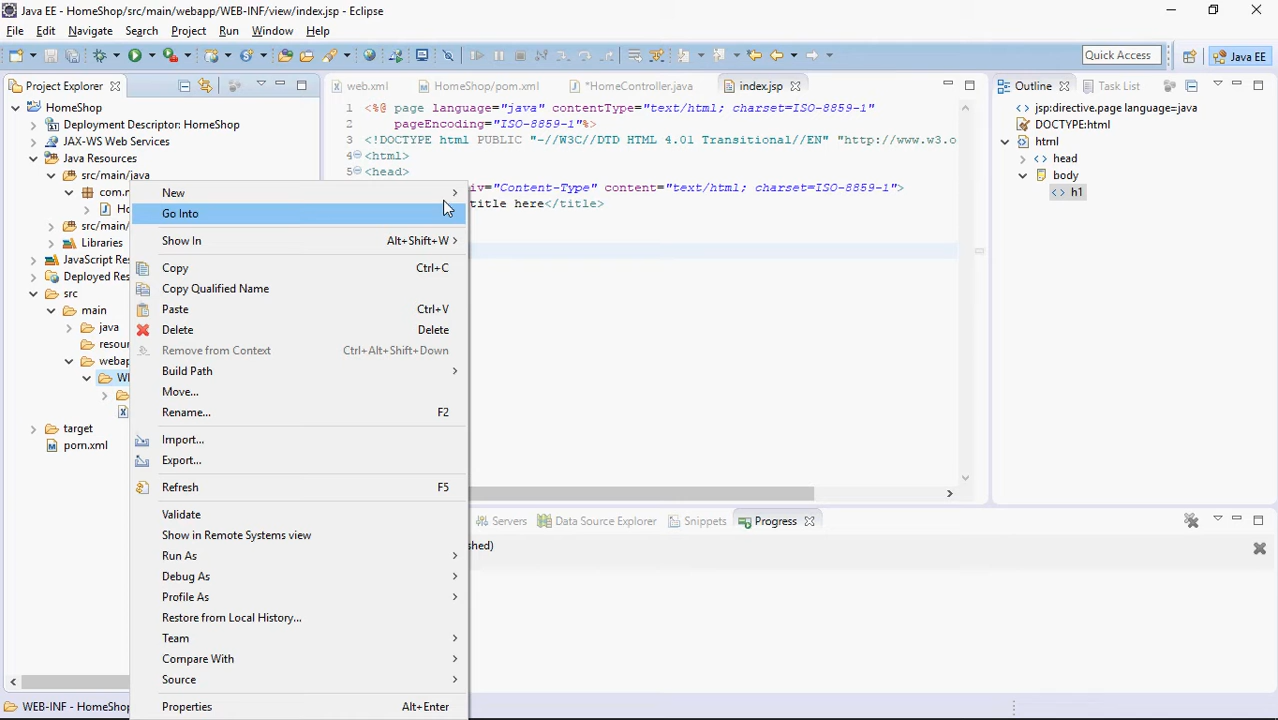 Java EE - HomeShop/src/main/webapp/WEB-INF/view/index.jsp - Eclipse
File Edit Navigate Search Project Run Window Help
Quick Access
Java EE
Project Explorer
web.xml
HomeShop/pom.xml
*HomeController.java
index.jsp
Outline
Task List
HomeShop
Deployment Descriptor: HomeShop
JAX-WS Web Services
Java Resources
src/main/java
com.n
Ho
src/main/
Libraries
JavaScript Res
Deployed Res
src
main
java
resour
webap
WE
target
pom.xml
1 <%@ page language="java" contentType="text/html; charset=ISO-8859-1"
2 pageEncoding="ISO-8859-1"%>
3 <!DOCTYPE html PUBLIC "-//W3C//DTD HTML 4.01 Transitional//EN" "http://www.w3.o
4 <html>
5 <head>
iv="Content-Type" content="text/html; charset=ISO-8859-1">
title here</title>
jsp:directive.page language=java
DOCTYPE:html
html
head
body
h1
New
Go Into
Show In Alt+Shift+W
Copy Ctrl+C
Copy Qualified Name
Paste Ctrl+V
Delete Delete
Remove from Context Ctrl+Alt+Shift+Down
Build Path
Move...
Rename... F2
Import...
Export...
Refresh F5
Validate
Show in Remote Systems view
Run As
Debug As
Profile As
Restore from Local History...
Team
Compare With
Source
Properties Alt+Enter
Servers
Data Source Explorer
Snippets
Progress
shed)
WEB-INF - HomeShop